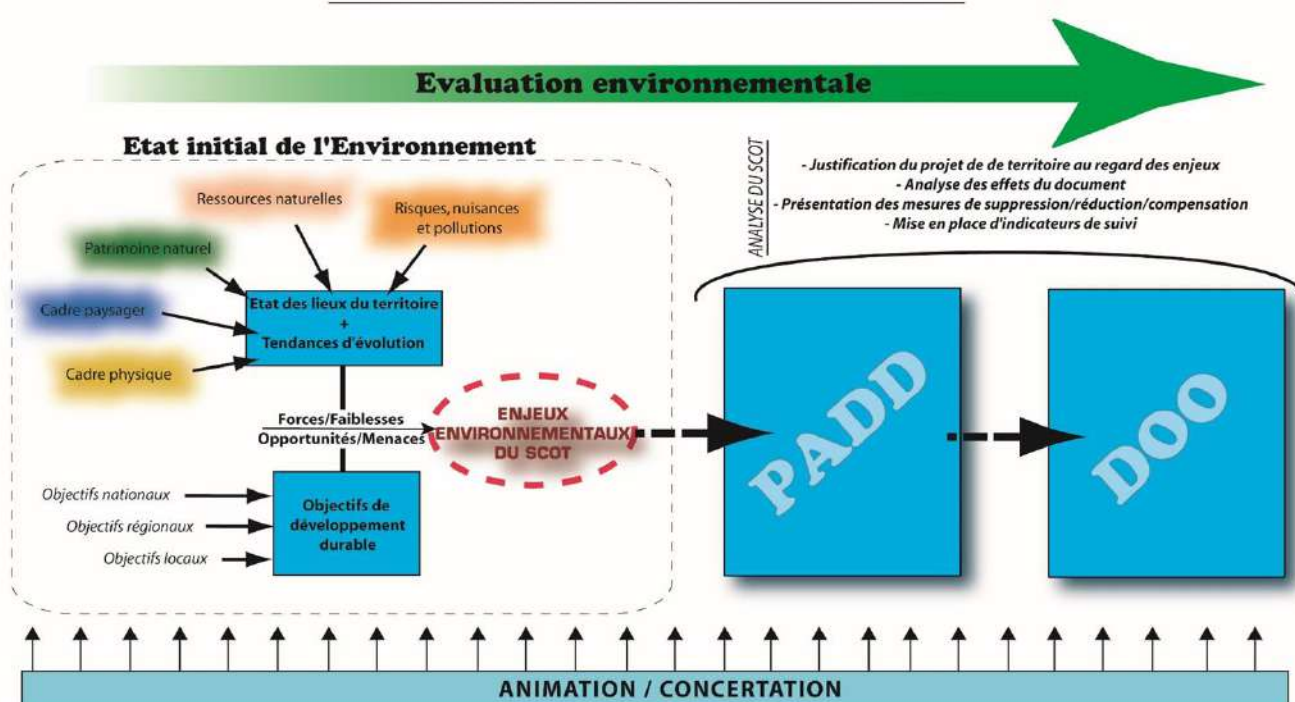 Evaluation environnementale
Etat initial de l'Environnement
Ressources naturelles
Risques, nuisances
et pollutions
Patrimoine naturel
Cadre paysager
Cadre physique
Etat des lieux du territoire
+
Tendances d'évolution
Forces/Faiblesses
Opportunités/Menaces
ENJEUX
ENVIRONNEMENTAUX
DU SCOT
Objectifs nationaux
Objectifs régionaux
Objectifs locaux
Objectifs de
développement
durable
ANALYSE DU SCOT
- Justification du projet de de territoire au regard des enjeux
- Analyse des effets du document
- Présentation des mesures de suppression/réduction/compensation
- Mise en place d'indicateurs de suivi
PADD
DOO
ANIMATION / CONCERTATION